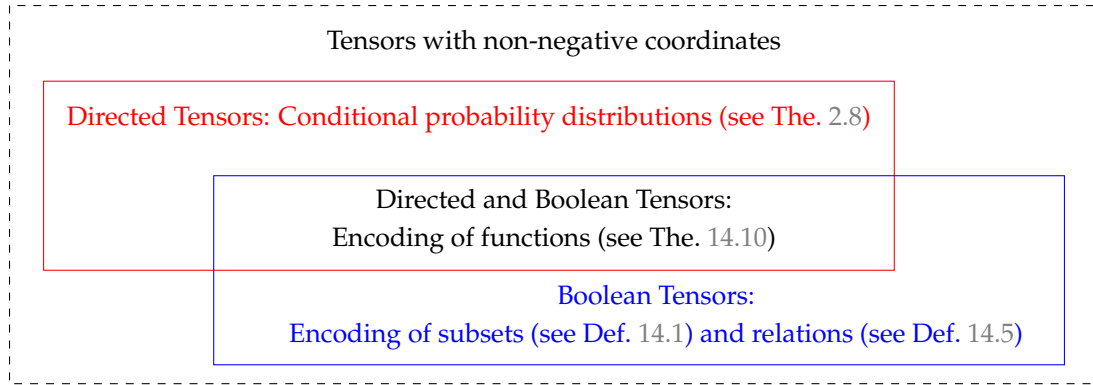 Tensors with non-negative coordinates
Directed Tensors: Conditional probability distributions (see The. 2.8)
Directed and Boolean Tensors:
Encoding of functions (see The. 14.10)
Boolean Tensors:
Encoding of subsets (see Def. 14.1) and relations (see Def. 14.5)